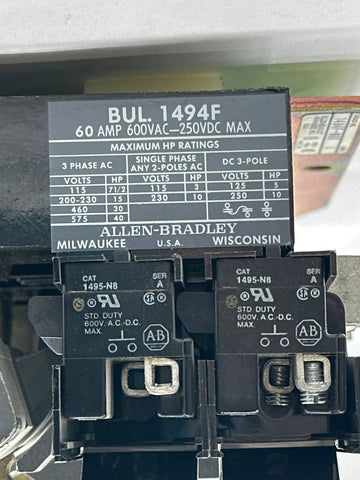 BUL. 1494F
60 AMP 600VAC—250VDC MAX
MAXIMUM HP RATINGS
3 PHASE AC
VOLTS HP
115 71/2
200-230 15
460 30
575 40
SINGLE PHASE
ANY 2-POLES AC
VOLTS HP
115 3
230 10
DC 3-POLE
VOLTS HP
125 5
250 10
ALLEN-BRADLEY
MILWAUKEE U.S.A. WISCONSIN
CAT SER
1495-N8 A
STD. DUTY
600V. A.C.-D.C.
MAX.
AB
CAT SER
1495-N8 A
STD. DUTY
600V. A.C.-D.C.
MAX.
AB